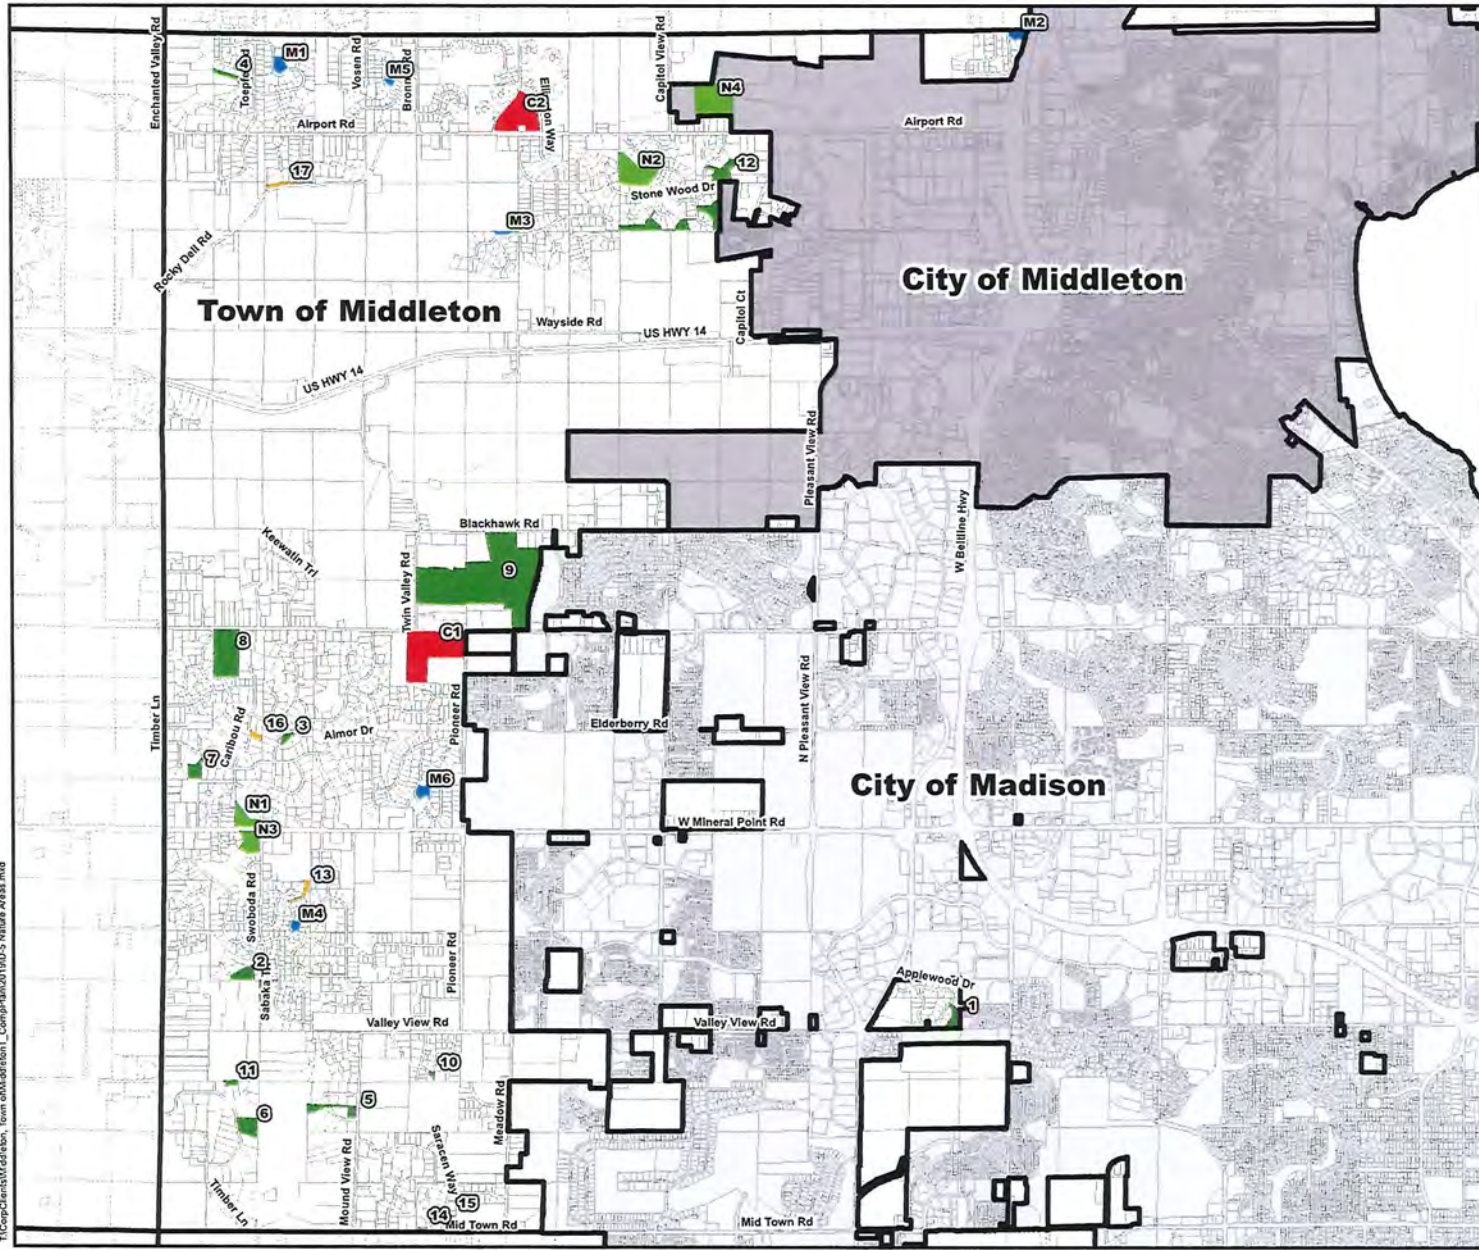 M2
Enchanted Valley Rd
4
M1
Vosen Rd
M5
Capitol View Rd
C2
N4
Airport Rd
Airport Rd
17
N2
12
Stone Wood Dr
M3
Rocky Dell Rd
Town of Middleton
City of Middleton
Wayside Rd
US HWY 14
Capitol Ct
US HWY 14
Pleasant View Rd
W Beltline Hwy
Blackhawk Rd
Keewatin Trl
Twin Valley Rd
9
8
C1
Pioneer Rd
N Pleasant View Rd
Timber Ln
Caribou Rd
16
3
Almor Dr
Elderberry Rd
7
M6
City of Madison
N1
N3
W Mineral Point Rd
13
Swoboda Rd
M4
2
Pioneer Rd
Applewood Dr
1
Valley View Rd
Valley View Rd
10
11
5
6
Meadow Rd
Saracen Way
Mound View Rd
Timber Ln
15
14
Mid Town Rd
Mid Town Rd